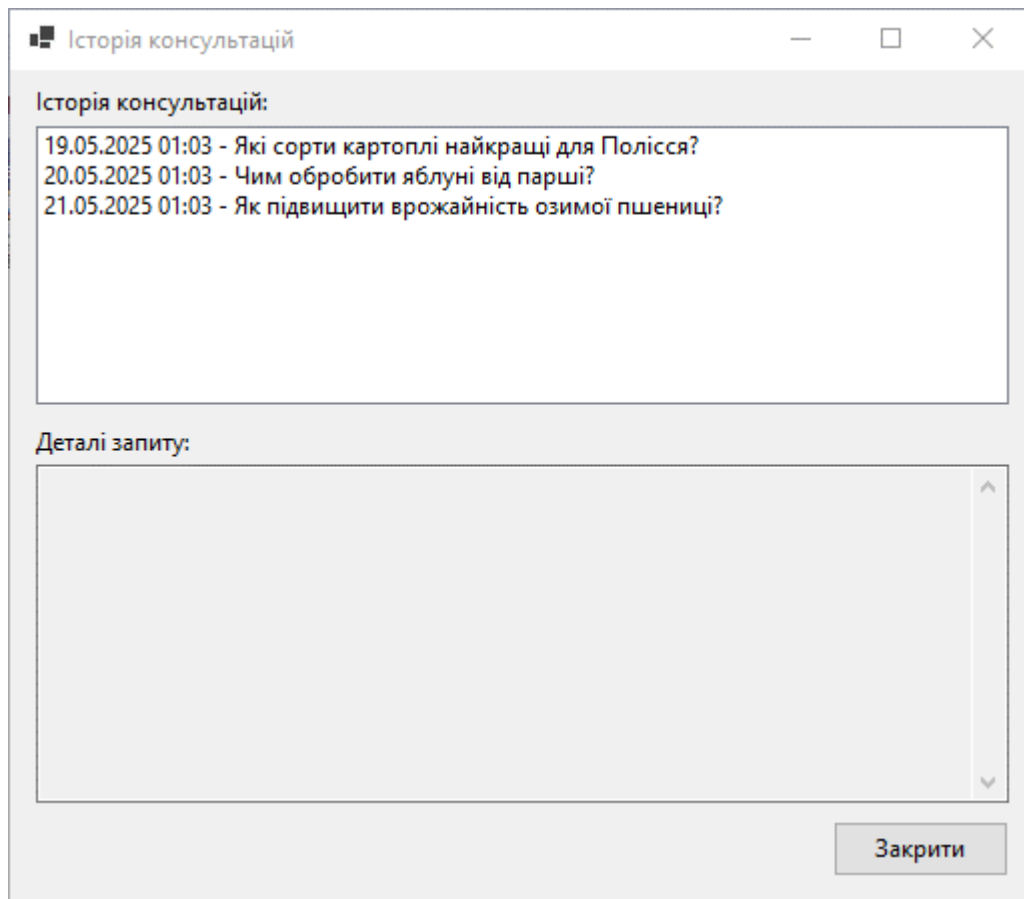 Історія консультацій
Історія консультацій:
19.05.2025 01:03 - Які сорти картоплі найкращі для Полісся?
20.05.2025 01:03 - Чим обробити яблуні від парші?
21.05.2025 01:03 - Як підвищити врожайність озимої пшениці?
Деталі запиту:
Закрити